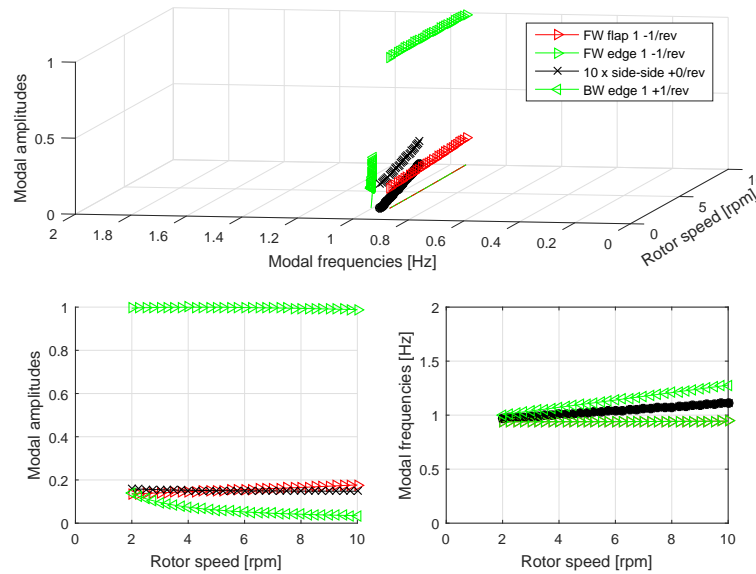 1
0.5
0
Modal amplitudes
2
1.8
1.6
1.4
1.2
1
0.8
0.6
0.4
0.2
0
Modal frequencies [Hz]
0
5
1
Rotor speed [rpm]
FW flap 1 -1/rev
FW edge 1 -1/rev
10 x side-side +0/rev
BW edge 1 +1/rev
1
0.8
0.6
0.4
0.2
0
Modal amplitudes
0 2 4 6 8 10
Rotor speed [rpm]
2
1.5
1
0.5
0
Modal frequencies [Hz]
0 2 4 6 8 10
Rotor speed [rpm]